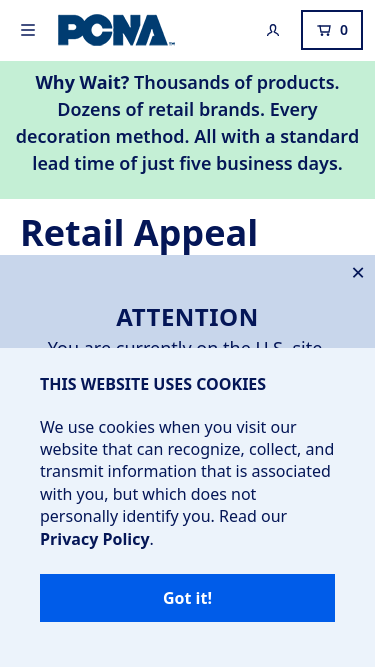 PCNA
0
Why Wait? Thousands of products.
Dozens of retail brands. Every
decoration method. All with a standard
lead time of just five business days.
Retail Appeal
ATTENTION
You are currently on the U.S. site.
THIS WEBSITE USES COOKIES
We use cookies when you visit our
website that can recognize, collect, and
transmit information that is associated
with you, but which does not
personally identify you. Read our
Privacy Policy.
Got it!